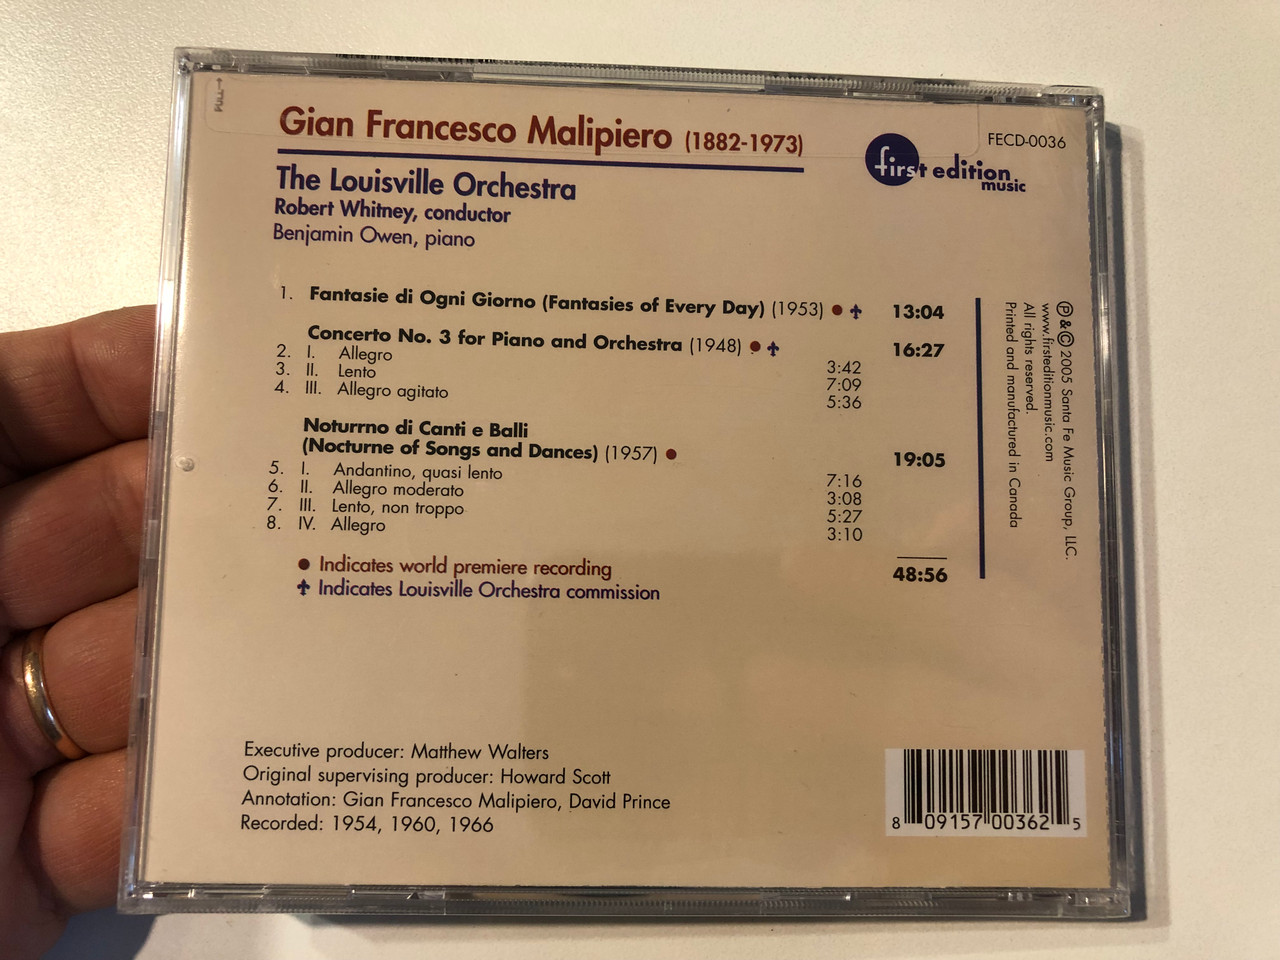 PULL→
Gian Francesco Malipiero (1882-1973)
The Louisville Orchestra
Robert Whitney, conductor
Benjamin Owen, piano
first edition
music
FECD-0036
1. Fantasie di Ogni Giorno (Fantasies of Every Day) (1953) 13:04
Concerto No. 3 for Piano and Orchestra (1948) 16:27
2. I. Allegro 3:42
3. II. Lento 7:09
4. III. Allegro agitato 5:36
Noturrno di Canti e Balli
(Nocturne of Songs and Dances) (1957) 19:05
5. I. Andantino, quasi lento 7:16
6. II. Allegro moderato 3:08
7. III. Lento, non troppo 5:27
8. IV. Allegro 3:10
48:56
● Indicates world premiere recording
Indicates Louisville Orchestra commission
℗ & © 2005 Santa Fe Music Group, LLC.
www.firsteditionmusic.com
All rights reserved.
Printed and manufactured in Canada
Executive producer: Matthew Walters
Original supervising producer: Howard Scott
Annotation: Gian Francesco Malipiero, David Prince
Recorded: 1954, 1960, 1966
8 09157 00362 5